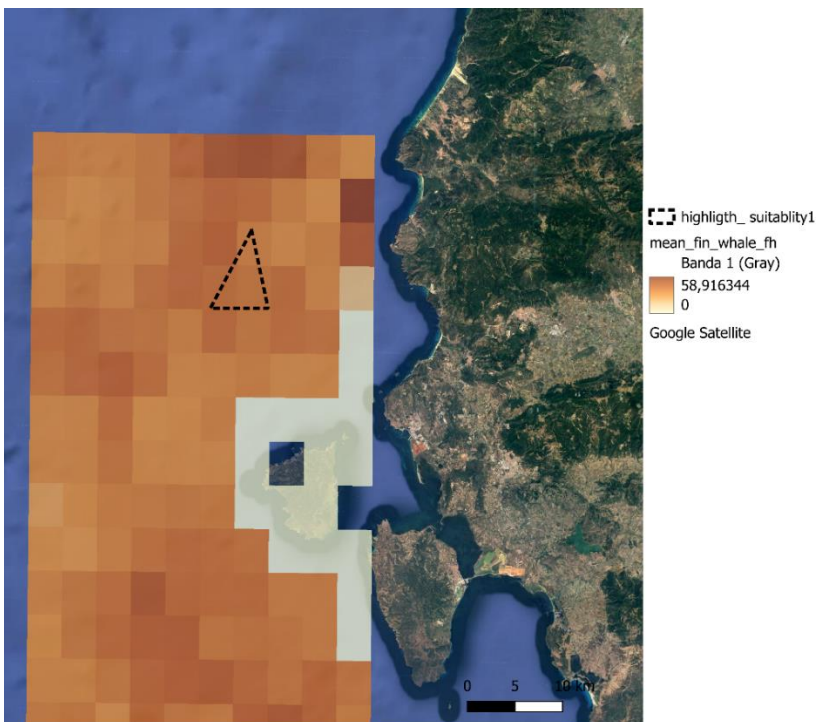 highligth_ suitablity1
mean_fin_whale_fh
Banda 1 (Gray)
58,916344
0
Google Satellite
0 5 10 km